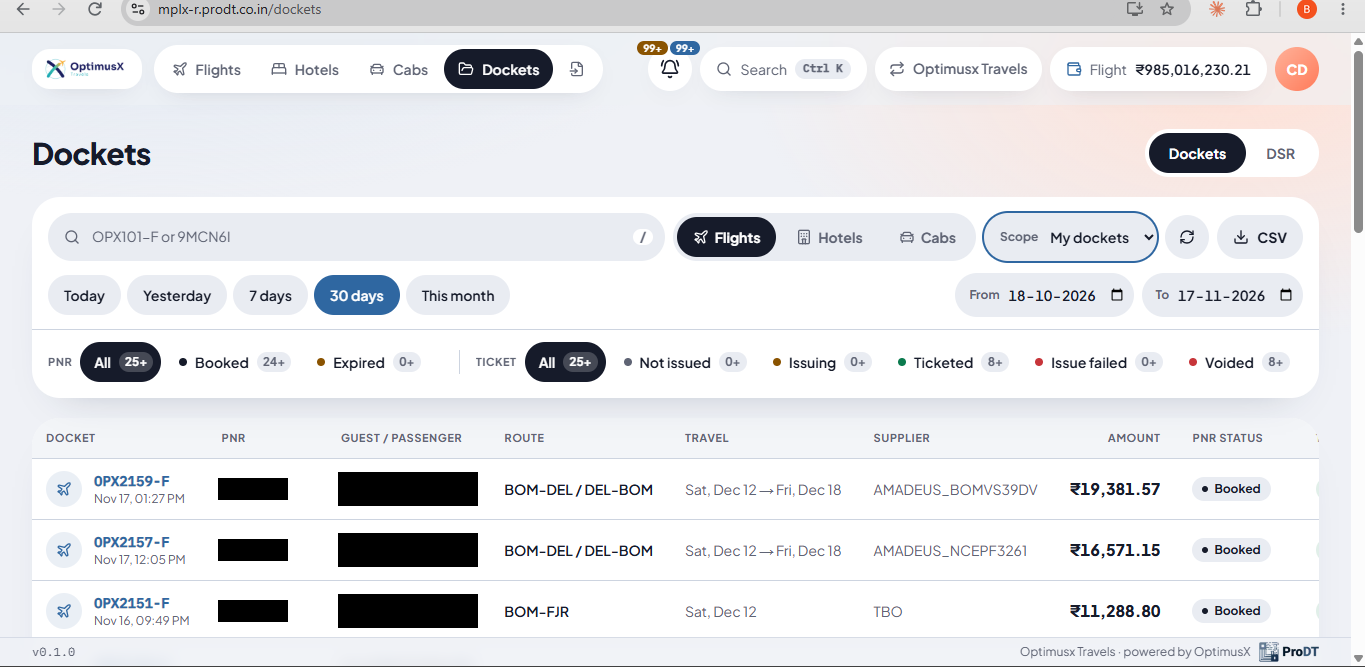 mplx-r.prodt.co.in/dockets
B
OptimusX
Travels
Flights Hotels Cabs Dockets
99+ 99+
Search Ctrl K
Optimusx Travels
Flight ₹985,016,230.21
CD
Dockets
Dockets DSR
OPX101-F or 9MCN6I /
Flights Hotels Cabs
Scope My dockets
CSV
Today Yesterday 7 days 30 days This month
From 18-10-2026 To 17-11-2026
PNR All 25+ Booked 24+ Expired 0+
TICKET All 25+ Not issued 0+ Issuing 0+ Ticketed 8+ Issue failed 0+ Voided 8+
DOCKET PNR GUEST / PASSENGER ROUTE TRAVEL SUPPLIER AMOUNT PNR STATUS
OPX2159-F BOM-DEL / DEL-BOM Sat, Dec 12 → Fri, Dec 18 AMADEUS_BOMVS39DV ₹19,381.57 Booked
Nov 17, 01:27 PM
OPX2157-F BOM-DEL / DEL-BOM Sat, Dec 12 → Fri, Dec 18 AMADEUS_NCEPF3261 ₹16,571.15 Booked
Nov 17, 12:05 PM
OPX2151-F BOM-FJR Sat, Dec 12 TBO ₹11,288.80 Booked
Nov 16, 09:49 PM
v0.1.0
Optimusx Travels · powered by OptimusX ProDT